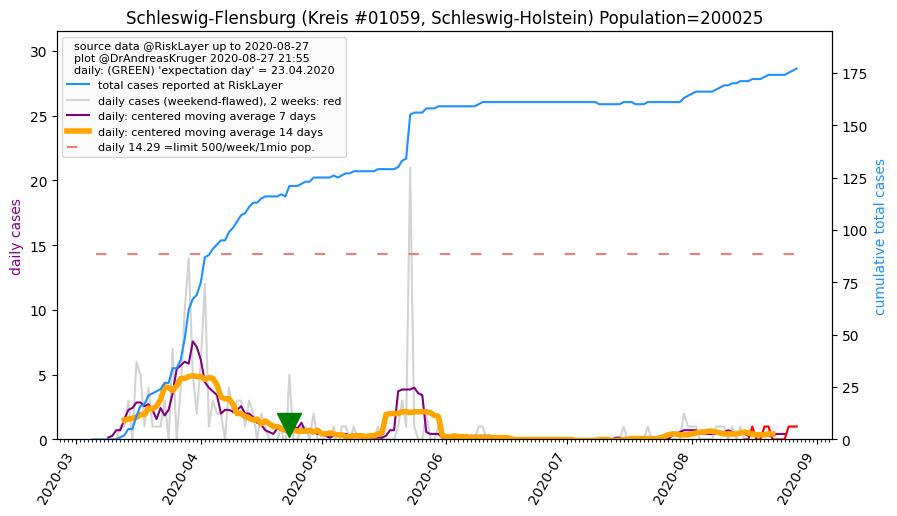 Schleswig-Flensburg (Kreis #01059, Schleswig-Holstein) Population=200025
source data @RiskLayer up to 2020-08-27
plot @DrAndreasKruger 2020-08-27 21:55
daily: (GREEN) 'expectation day' = 23.04.2020
total cases reported at RiskLayer
daily cases (weekend-flawed), 2 weeks: red
daily: centered moving average 7 days
daily: centered moving average 14 days
daily 14.29 =limit 500/week/1mio pop.
daily cases
30
25
20
15
10
5
0
cumulative total cases
175
150
125
100
75
50
25
0
2020-03
2020-04
2020-05
2020-06
2020-07
2020-08
2020-09